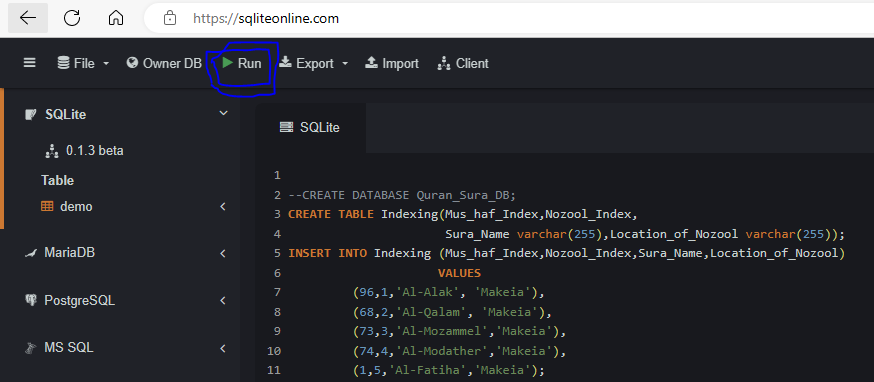 https://sqliteonline.com
File
Owner DB
Run
Export
Import
Client
SQLite
0.1.3 beta
Table
demo
MariaDB
PostgreSQL
MS SQL
SQLite
1
2 --CREATE DATABASE Quran_Sura_DB;
3 CREATE TABLE Indexing(Mus_haf_Index,Nozool_Index,
4 Sura_Name varchar(255),Location_of_Nozool varchar(255));
5 INSERT INTO Indexing (Mus_haf_Index,Nozool_Index,Sura_Name,Location_of_Nozool)
6 VALUES
7 (96,1,'Al-Alak', 'Makeia'),
8 (68,2,'Al-Qalam', 'Makeia'),
9 (73,3,'Al-Mozammel','Makeia'),
10 (74,4,'Al-Modather','Makeia'),
11 (1,5,'Al-Fatiha','Makeia');